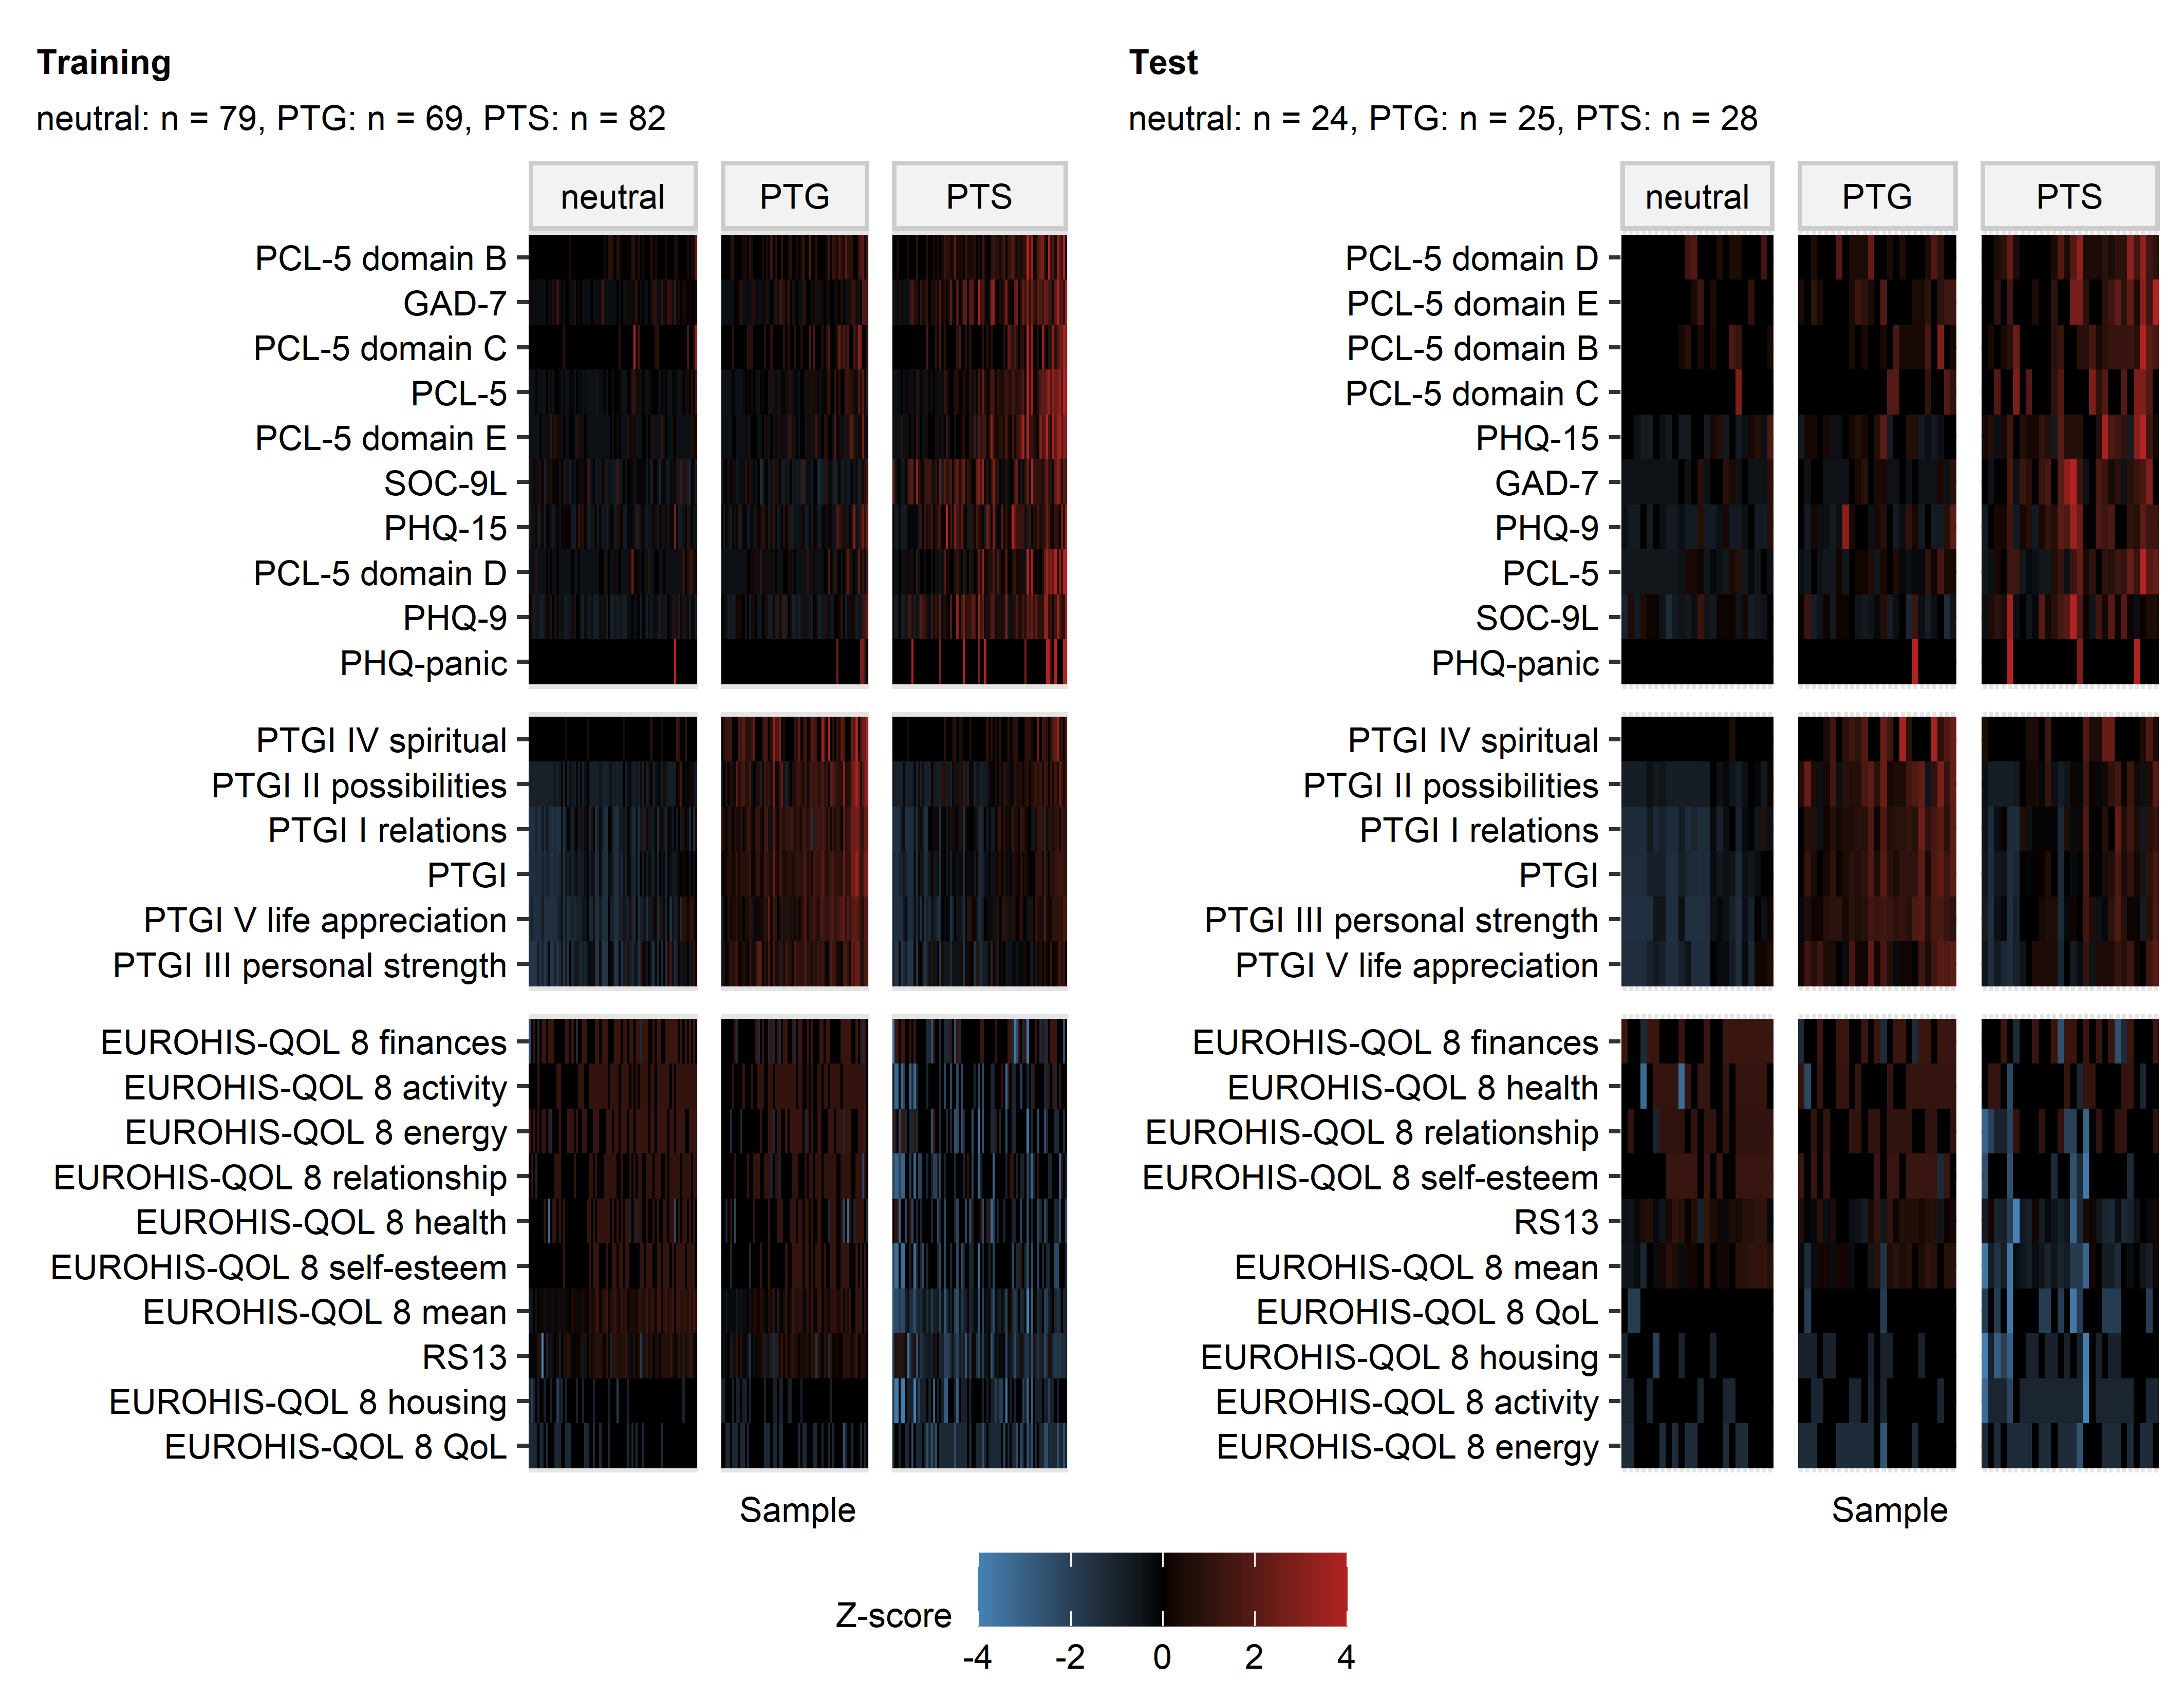 Training
neutral: n = 79, PTG: n = 69, PTS: n = 82
neutral PTG PTS
PCL-5 domain B
GAD-7
PCL-5 domain C
PCL-5
PCL-5 domain E
SOC-9L
PHQ-15
PCL-5 domain D
PHQ-9
PHQ-panic
PTGI IV spiritual
PTGI II possibilities
PTGI I relations
PTGI
PTGI V life appreciation
PTGI III personal strength
EUROHIS-QOL 8 finances
EUROHIS-QOL 8 activity
EUROHIS-QOL 8 energy
EUROHIS-QOL 8 relationship
EUROHIS-QOL 8 health
EUROHIS-QOL 8 self-esteem
EUROHIS-QOL 8 mean
RS13
EUROHIS-QOL 8 housing
EUROHIS-QOL 8 QoL
Sample
Test
neutral: n = 24, PTG: n = 25, PTS: n = 28
neutral PTG PTS
PCL-5 domain D
PCL-5 domain E
PCL-5 domain B
PCL-5 domain C
PHQ-15
GAD-7
PHQ-9
PCL-5
SOC-9L
PHQ-panic
PTGI IV spiritual
PTGI II possibilities
PTGI I relations
PTGI
PTGI III personal strength
PTGI V life appreciation
EUROHIS-QOL 8 finances
EUROHIS-QOL 8 health
EUROHIS-QOL 8 relationship
EUROHIS-QOL 8 self-esteem
RS13
EUROHIS-QOL 8 mean
EUROHIS-QOL 8 QoL
EUROHIS-QOL 8 housing
EUROHIS-QOL 8 activity
EUROHIS-QOL 8 energy
Sample
Z-score
-4 -2 0 2 4